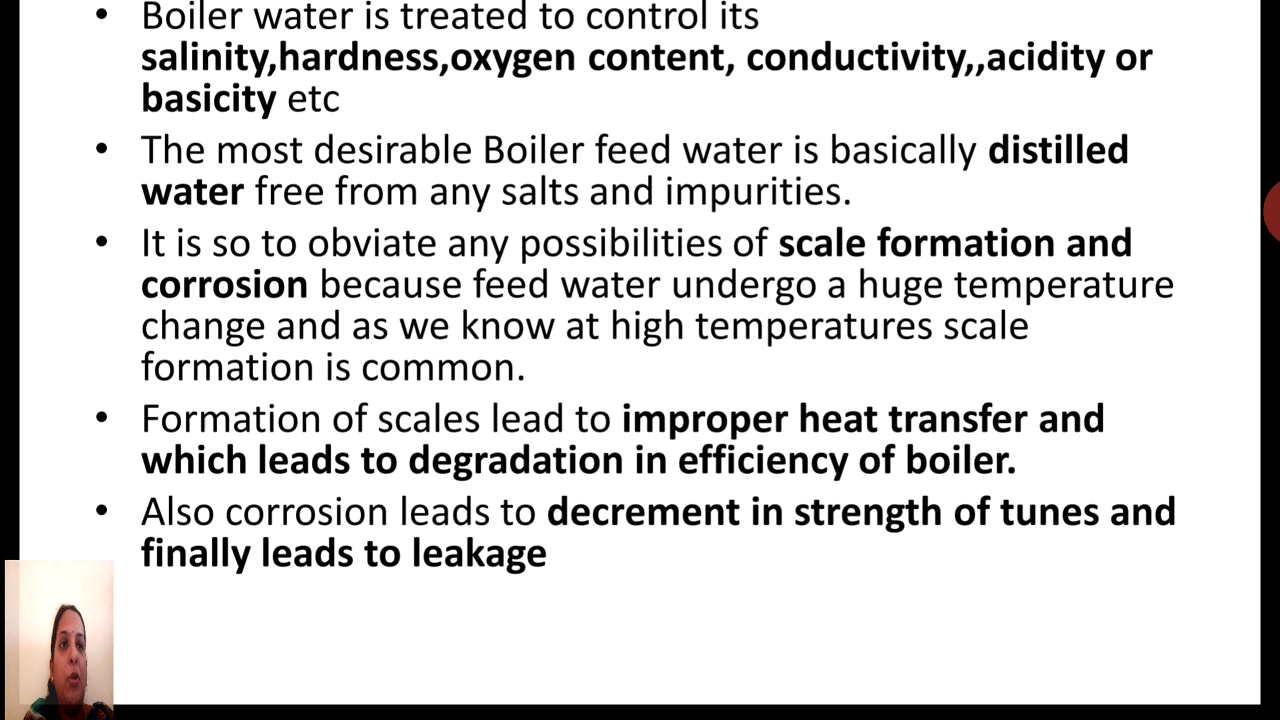 • Boiler water is treated to control its
salinity,hardness,oxygen content, conductivity,,acidity or
basicity etc
• The most desirable Boiler feed water is basically distilled
water free from any salts and impurities.
• It is so to obviate any possibilities of scale formation and
corrosion because feed water undergo a huge temperature
change and as we know at high temperatures scale
formation is common.
• Formation of scales lead to improper heat transfer and
which leads to degradation in efficiency of boiler.
• Also corrosion leads to decrement in strength of tunes and
finally leads to leakage